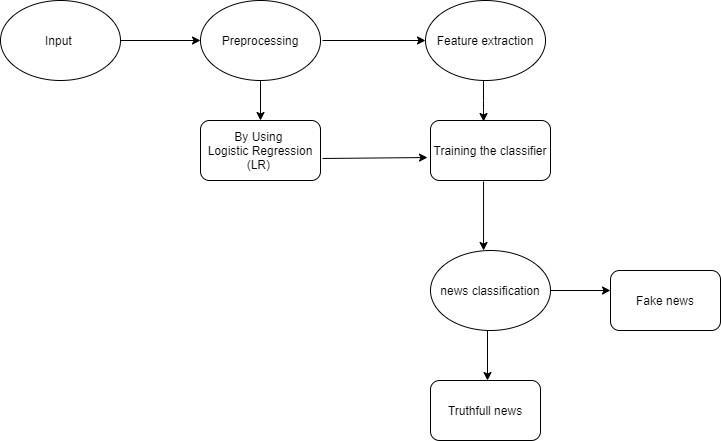 Input
Preprocessing
Feature extraction
By Using
Logistic Regression
(LR)
Training the classifier
news classification
Fake news
Truthfull news